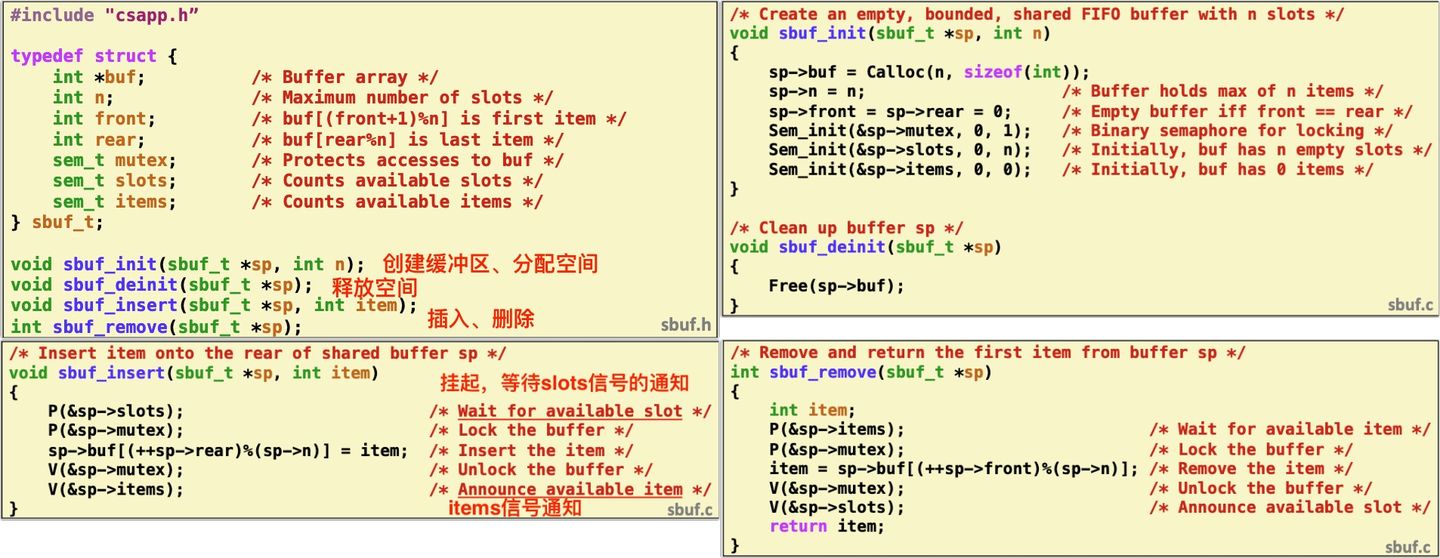 #include "csapp.h”
typedef struct {
    int *buf;          /* Buffer array */
    int n;             /* Maximum number of slots */
    int front;         /* buf[(front+1)%n] is first item */
    int rear;          /* buf[rear%n] is last item */
    sem_t mutex;       /* Protects accesses to buf */
    sem_t slots;       /* Counts available slots */
    sem_t items;       /* Counts available items */
} sbuf_t;
void sbuf_init(sbuf_t *sp, int n); 创建缓冲区、分配空间
void sbuf_deinit(sbuf_t *sp); 释放空间
void sbuf_insert(sbuf_t *sp, int item);
int sbuf_remove(sbuf_t *sp); 插入、删除
sbuf.h
/* Create an empty, bounded, shared FIFO buffer with n slots */
void sbuf_init(sbuf_t *sp, int n)
{
    sp->buf = Calloc(n, sizeof(int));
    sp->n = n;                  /* Buffer holds max of n items */
    sp->front = sp->rear = 0;   /* Empty buffer iff front == rear */
    Sem_init(&sp->mutex, 0, 1); /* Binary semaphore for locking */
    Sem_init(&sp->slots, 0, n); /* Initially, buf has n empty slots */
    Sem_init(&sp->items, 0, 0); /* Initially, buf has 0 items */
}
/* Clean up buffer sp */
void sbuf_deinit(sbuf_t *sp)
{
    Free(sp->buf);
}
sbuf.c
/* Insert item onto the rear of shared buffer sp */
void sbuf_insert(sbuf_t *sp, int item)
{
挂起，等待slots信号的通知
    P(&sp->slots);                        /* Wait for available slot */
    P(&sp->mutex);                        /* Lock the buffer */
    sp->buf[(++sp->rear)%(sp->n)] = item; /* Insert the item */
    V(&sp->mutex);                        /* Unlock the buffer */
    V(&sp->items);                        /* Announce available item */
} items信号通知
sbuf.c
/* Remove and return the first item from buffer sp */
int sbuf_remove(sbuf_t *sp)
{
    int item;
    P(&sp->items);                         /* Wait for available item */
    P(&sp->mutex);                         /* Lock the buffer */
    item = sp->buf[(++sp->front)%(sp->n)]; /* Remove the item */
    V(&sp->mutex);                         /* Unlock the buffer */
    V(&sp->slots);                         /* Announce available slot */
    return item;
}
sbuf.c